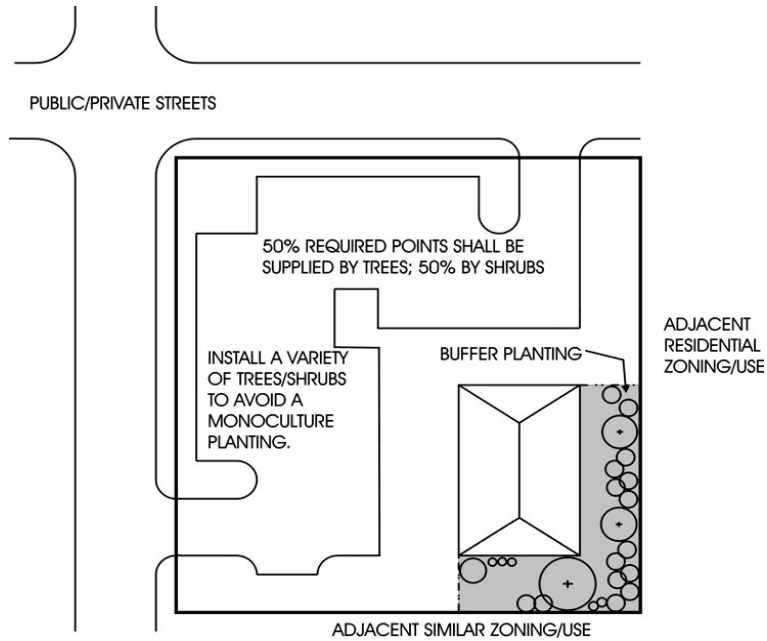 PUBLIC/PRIVATE STREETS
50% REQUIRED POINTS SHALL BE
SUPPLIED BY TREES; 50% BY SHRUBS
INSTALL A VARIETY
OF TREES/SHRUBS
TO AVOID A
MONOCULTURE
PLANTING.
BUFFER PLANTING
ADJACENT
RESIDENTIAL
ZONING/USE
ADJACENT SIMILAR ZONING/USE